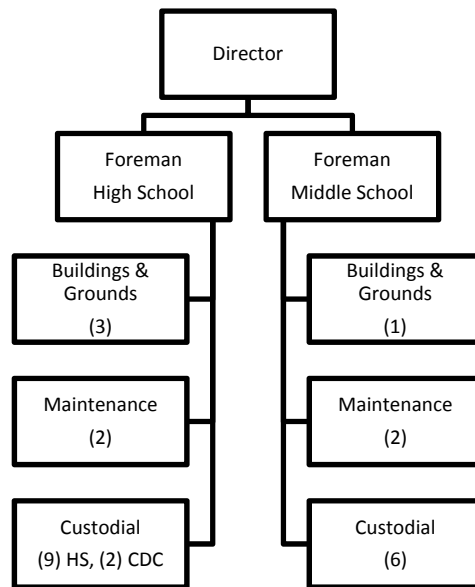 Director
Foreman
High School
Foreman
Middle School
Buildings &
Grounds
(3)
Buildings &
Grounds
(1)
Maintenance
(2)
Maintenance
(2)
Custodial
(9) HS, (2) CDC
Custodial
(6)